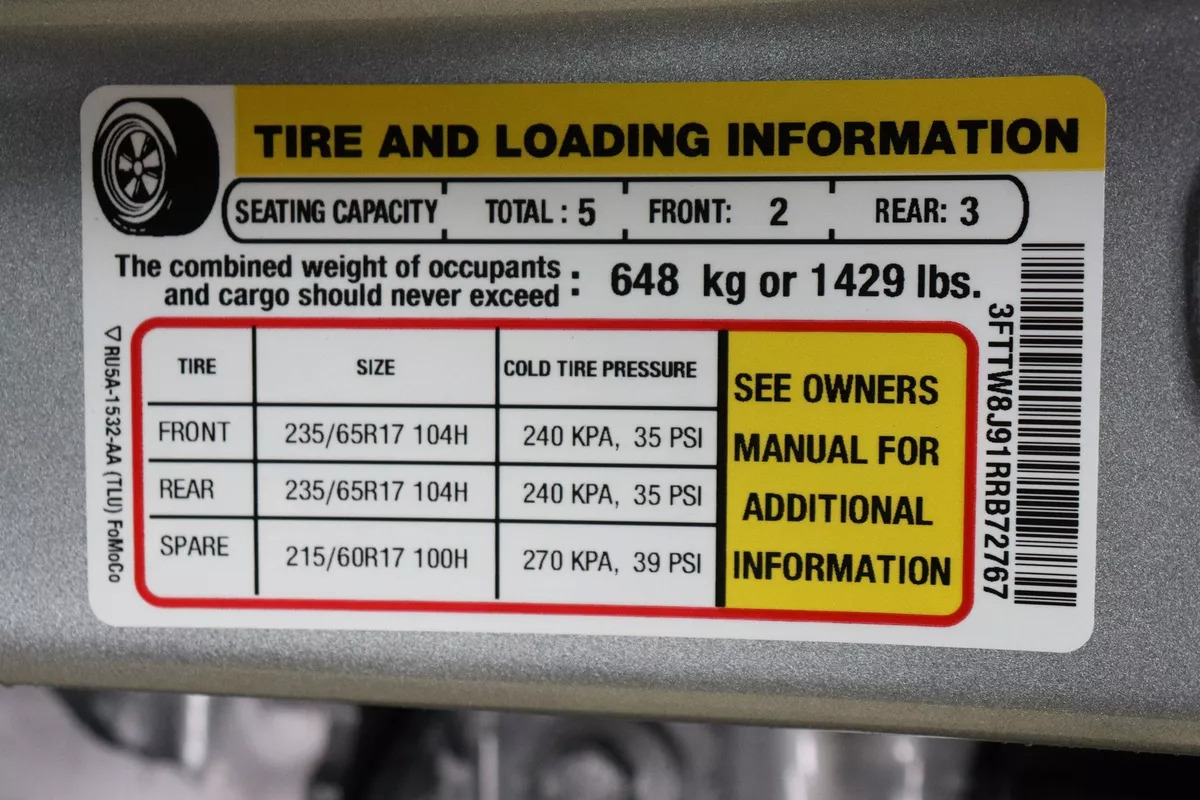 TIRE AND LOADING INFORMATION
SEATING CAPACITY TOTAL : 5 FRONT: 2 REAR: 3
The combined weight of occupants
and cargo should never exceed : 648 kg or 1429 lbs.
TIRE SIZE COLD TIRE PRESSURE
FRONT 235/65R17 104H 240 KPA, 35 PSI
REAR 235/65R17 104H 240 KPA, 35 PSI
SPARE 215/60R17 100H 270 KPA, 39 PSI
SEE OWNERS
MANUAL FOR
ADDITIONAL
INFORMATION
3FTTW8J91RRB72767
RU5A-1532-AA (TLU) FoMoCo